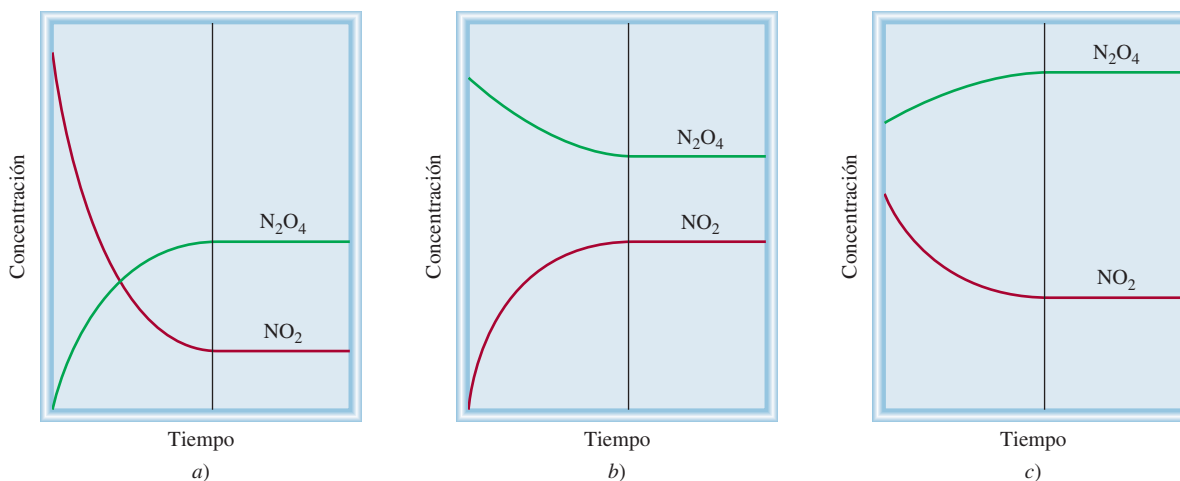 Concentración
N₂O₄
NO₂
Tiempo
a)
Concentración
N₂O₄
NO₂
Tiempo
b)
Concentración
N₂O₄
NO₂
Tiempo
c)